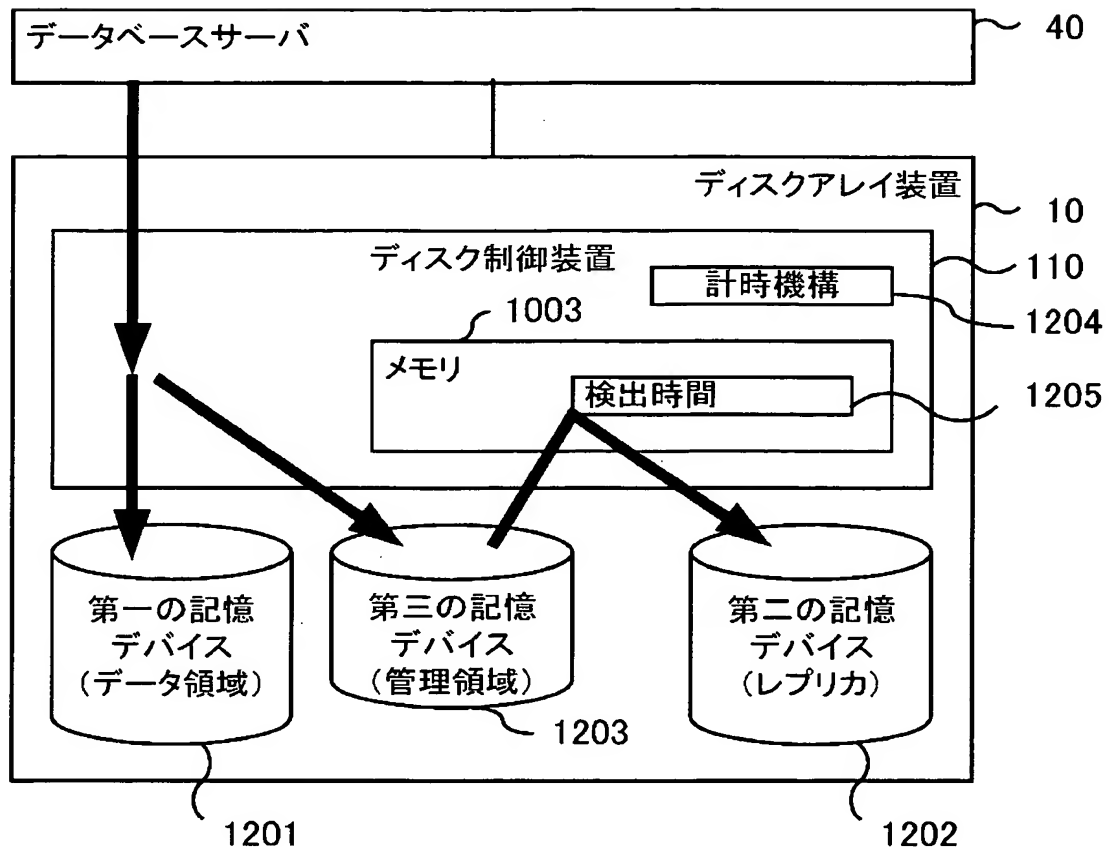 データベースサーバ
40
ディスクアレイ装置
10
ディスク制御装置
110
計時機構
1204
1003
メモリ
検出時間
1205
第一の記憶
デバイス
(データ領域)
第三の記憶
デバイス
(管理領域)
第二の記憶
デバイス
(レプリカ)
1203
1201
1202